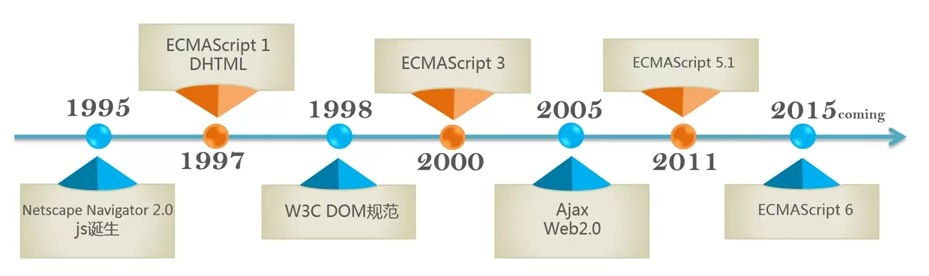 ECMAScript 1
DHTML
ECMAScript 3
ECMAScript 5.1
1995
1998
2005
2015coming
1997
2000
2011
Netscape Navigator 2.0
js诞生
W3C DOM规范
Ajax
Web2.0
ECMAScript 6